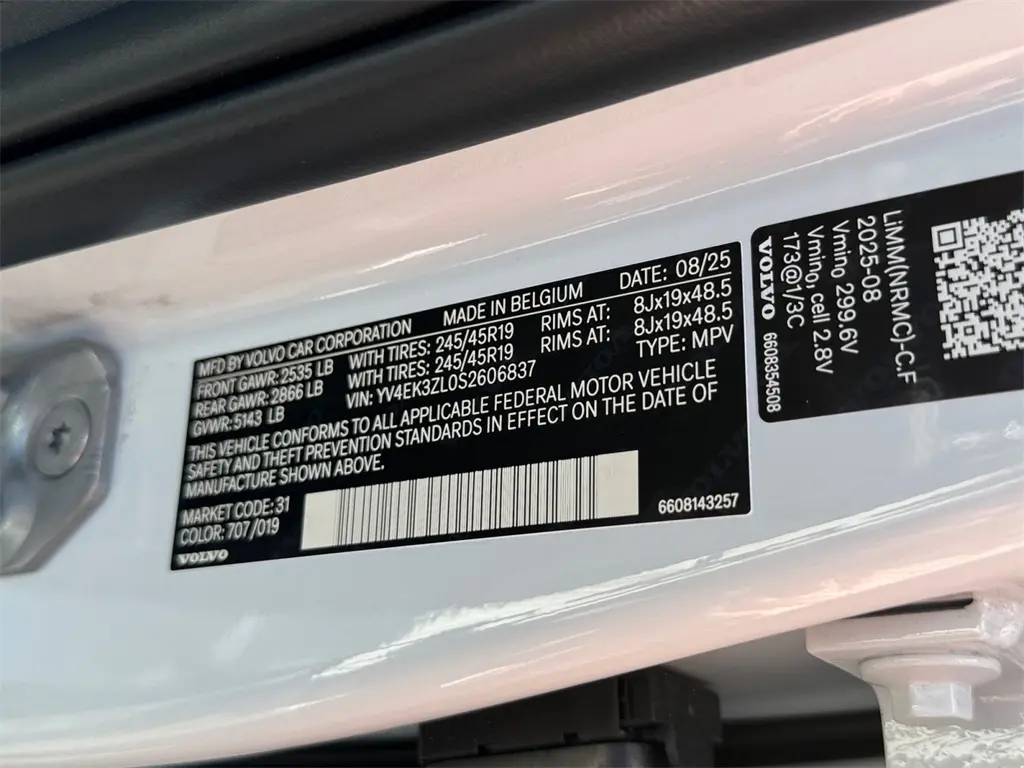 MFD BY VOLVO CAR CORPORATION MADE IN BELGIUM DATE: 08/25
FRONT GAWR: 2535 LB WITH TIRES: 245/45R19 RIMS AT: 8Jx19x48.5
REAR GAWR: 2866 LB WITH TIRES: 245/45R19 RIMS AT: 8Jx19x48.5
GVWR: 5143 LB VIN: YV4EK3ZL0S2606837 TYPE: MPV
THIS VEHICLE CONFORMS TO ALL APPLICABLE FEDERAL MOTOR VEHICLE
SAFETY AND THEFT PREVENTION STANDARDS IN EFFECT ON THE DATE OF
MANUFACTURE SHOWN ABOVE.
MARKET CODE: 31
COLOR: 707/019
VOLVO
6608143257
LiMM(NRMC)-C.F
2025-08
Vming 299.6V
Vming, cell 2.8V
173@1/3C
VOLVO 6608354508